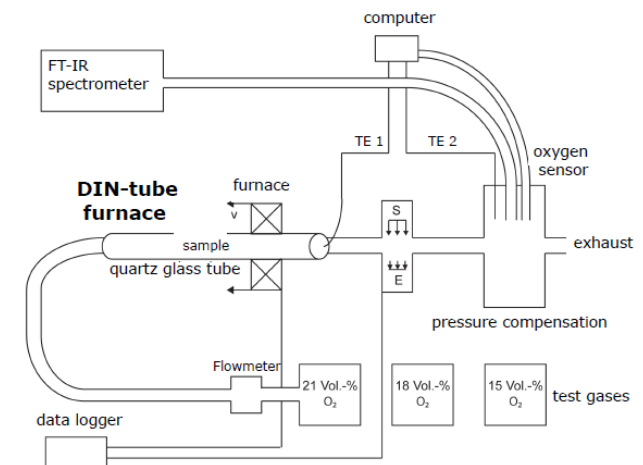 computer
FT-IR
spectrometer
TE 1
TE 2
oxygen
sensor
DIN-tube
furnace
furnace
v
S
sample
exhaust
quartz glass tube
E
pressure compensation
Flowmeter
21 Vol.-%
O₂
18 Vol.-%
O₂
15 Vol.-%
O₂
test gases
data logger